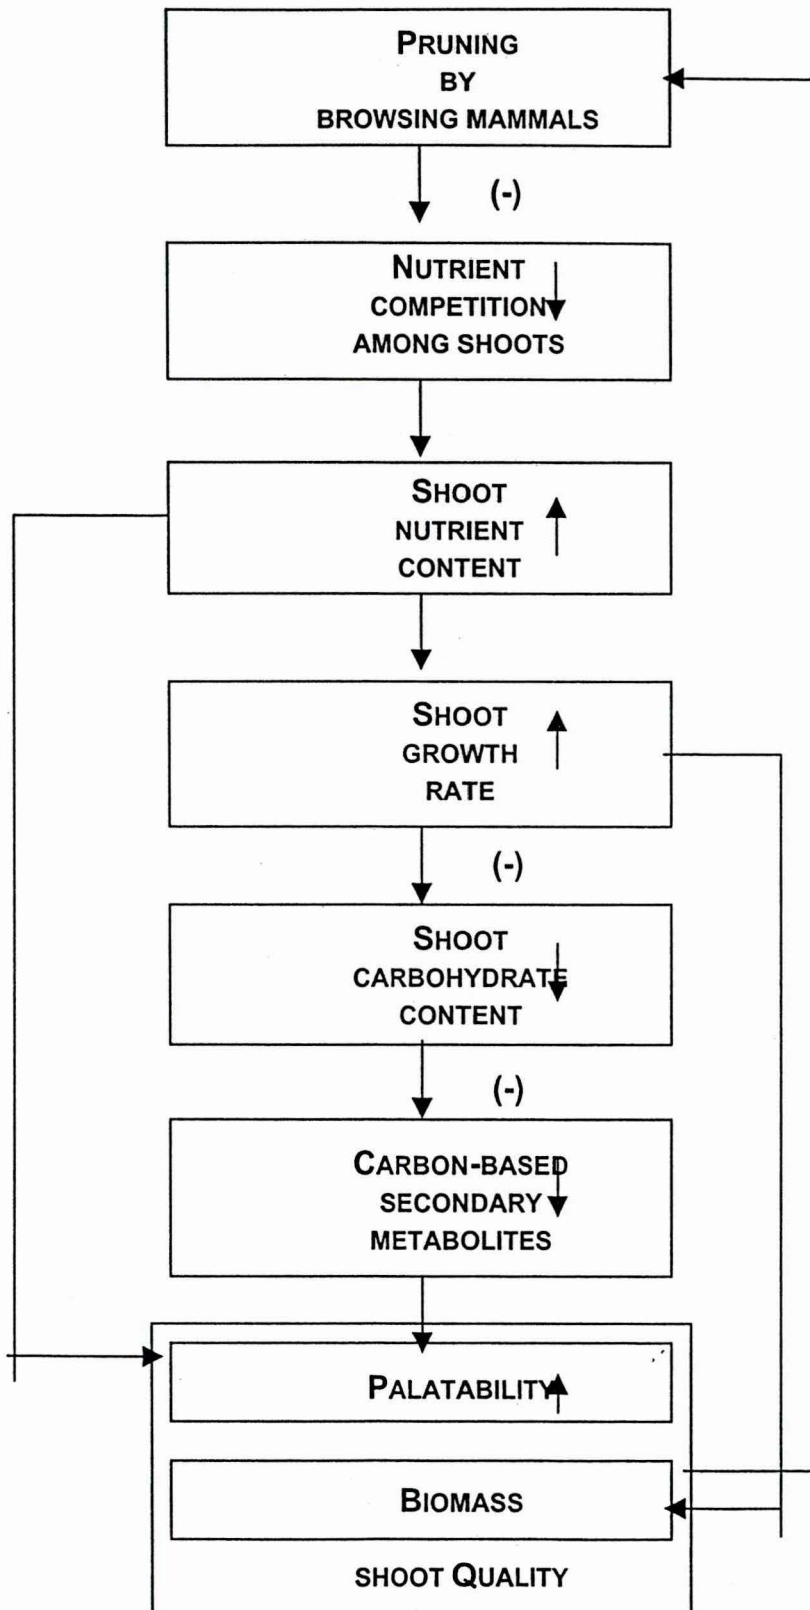 PRUNING
BY
BROWSING MAMMALS
(-)
NUTRIENT
COMPETITION
AMONG SHOOTS
SHOOT
NUTRIENT
CONTENT
SHOOT
GROWTH
RATE
(-)
SHOOT
CARBOHYDRATE
CONTENT
(-)
CARBON-BASED
SECONDARY
METABOLITES
PALATABILITY
BIOMASS
SHOOT QUALITY